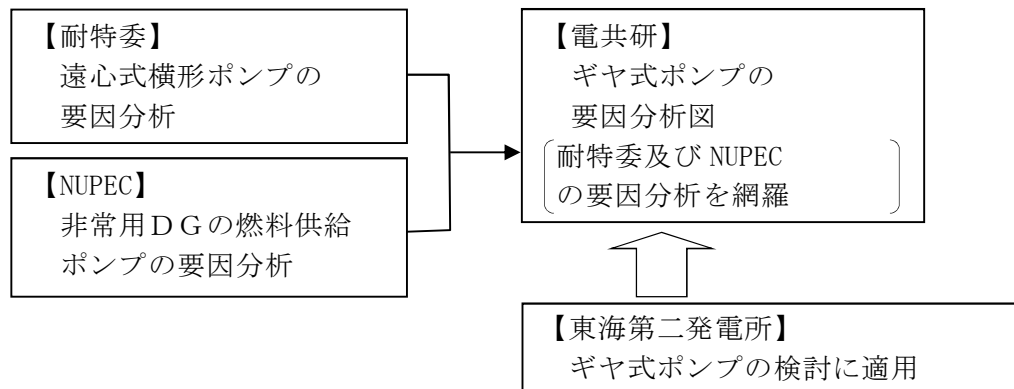 【耐特委】
遠心式横形ポンプの
要因分析
【NUPEC】
非常用ＤＧの燃料供給
ポンプの要因分析
【電共研】
ギヤ式ポンプの
要因分析図
耐特委及び NUPEC
の要因分析を網羅
【東海第二発電所】
ギヤ式ポンプの検討に適用